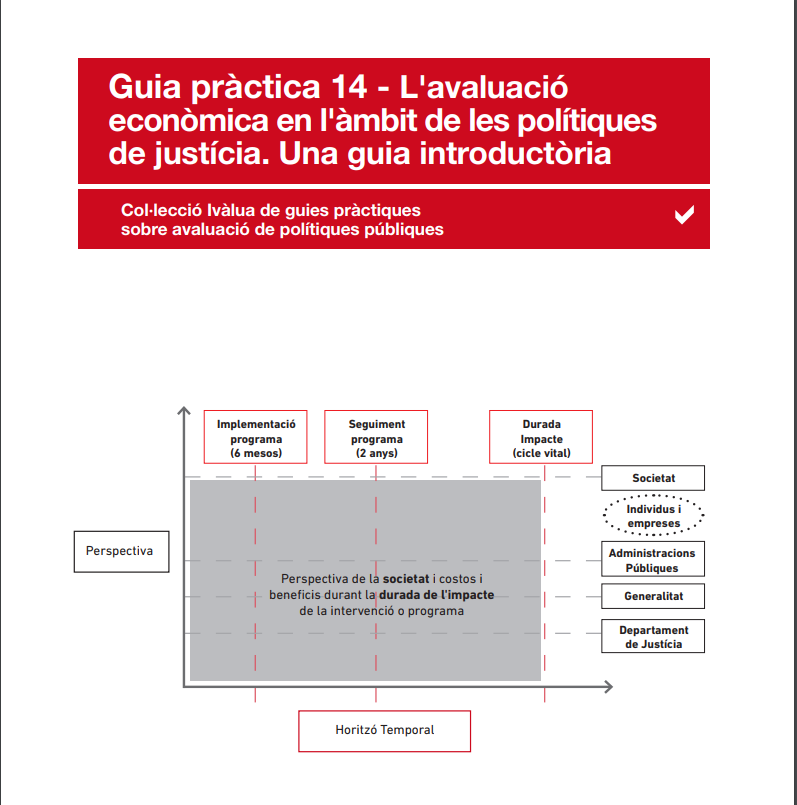 Guia pràctica 14 - L'avaluació
econòmica en l'àmbit de les polítiques
de justícia. Una guia introductòria
Col·lecció Ivàlua de guies pràctiques
sobre avaluació de polítiques públiques
Implementació
programa
(6 mesos)
Seguiment
programa
(2 anys)
Durada
Impacte
(cicle vital)
Societat
Individus i
empreses
Perspectiva
Administracions
Públiques
Perspectiva de la societat i costos i
beneficis durant la durada de l'impacte
de la intervenció o programa
Generalitat
Departament
de Justícia
Horitzó Temporal